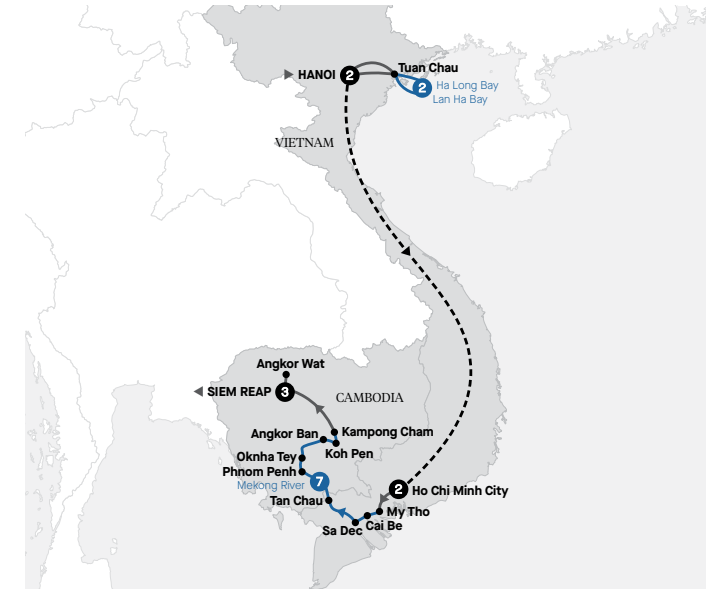 HANOI
2
Tuan Chau
2
Ha Long Bay
Lan Ha Bay
VIETNAM
Angkor Wat
SIEM REAP
3
CAMBODIA
Angkor Ban
Kampong Cham
Koh Pen
Oknha Tey
Phnom Penh
Mekong River
7
2
Ho Chi Minh City
Tan Chau
My Tho
Cai Be
Sa Dec